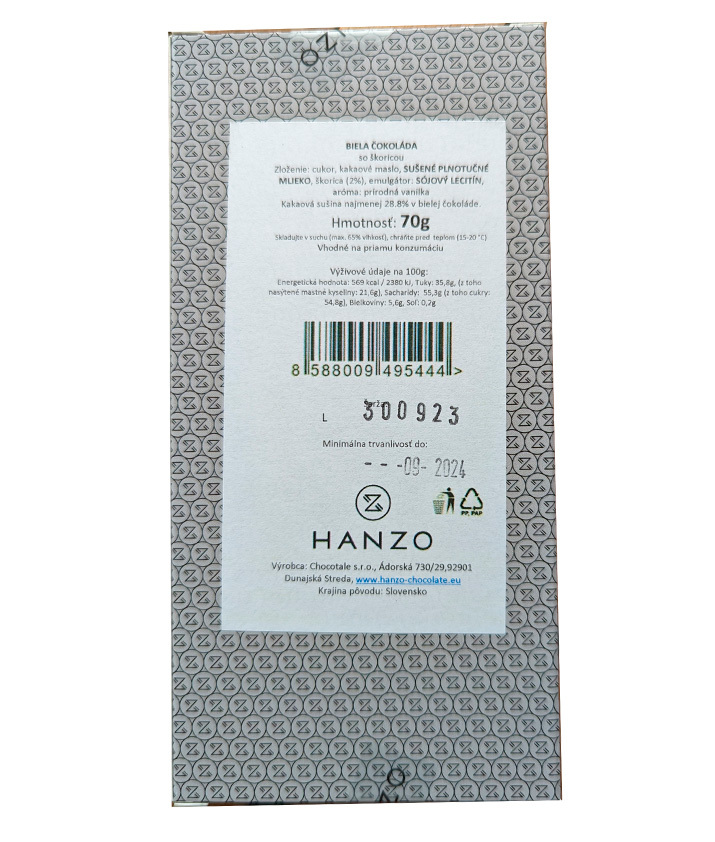 OZ
BIELA ČOKOLÁDA
so škoricou
Zloženie: cukor, kakaové maslo, SUŠENÉ PLNOTUČNÉ
MLIEKO, škorica (2%), emulgátor: SÓJOVÝ LECITÍN,
aróma: prírodná vanilka
Kakaová sušina najmenej 28.8% v bielej čokoláde.
Hmotnosť: 70g
Skladujte v suchu (max. 65% vlhkosť), chráňte pred teplom (15-20 °C)
Vhodné na priamu konzumáciu
Výživové údaje na 100g:
Energetická hodnota: 569 kcal / 2380 kJ, Tuky: 35,8g, (z toho
nasýtené mastné kyseliny: 21,6g), Sacharidy: 55,3g (z toho cukry:
54,8g), Bielkoviny: 5,6g, Soľ: 0,2g
8 588009 495444 >
L 300923
Minimálna trvanlivosť do:
- - -09- 2024
PP, PAP
HANZO
Výrobca: Chocotale s.r.o., Ádorská 730/29,92901
Dunajská Streda, www.hanzo-chocolate.eu
Krajina pôvodu: Slovensko
ZO